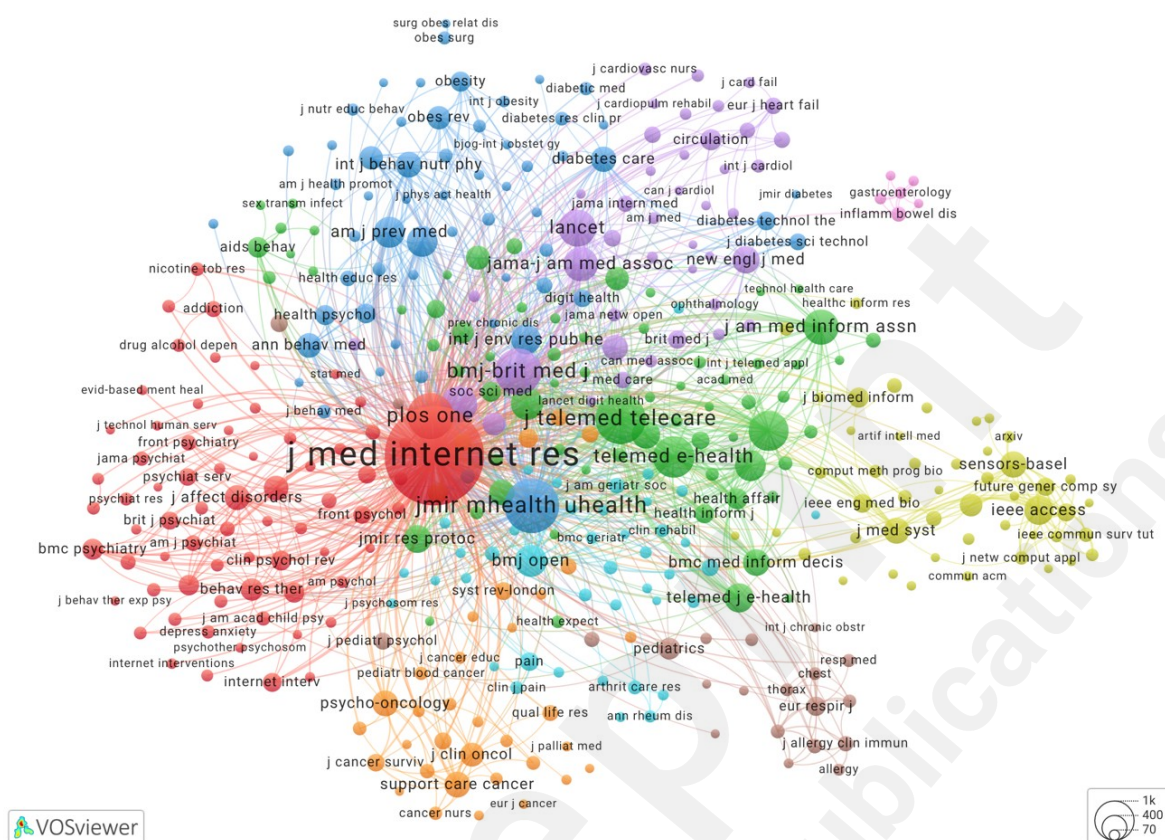 surg obes relat dis
obes surg
j cardiovasc nurs
obesity
diabetic med
j card fail
int j obesity
j nutr educ behav
j cardiopulm rehabil
eur j heart fail
obes rev
diabetes res clin pr
bjog-int j obstet gy
circulation
int j behav nutr phy
diabetes care
int j cardiol
am j health promot
j phys act health
can j cardiol
jmir diabetes
gastroenterology
sex transm infect
jama intern med
am j med
inflamm bowel dis
am j prev med
lancet
diabetes technol the
aids behav
j diabetes sci technol
nicotine tob res
health educ res
jama-j am med assoc
new engl j med
technol health care
digit health
ophthalmology
healthc inform res
addiction
health psychol
prev chronic dis
jama netw open
j am med inform assn
drug alcohol depen
ann behav med
int j env res pub he
brit med j
stat med
bmj-brit med j
can med assoc j
int j telemed appl
med care
acad med
evid-based ment heal
soc sci med
lancet digit health
j biomed inform
j behav med
plos one
j telemed telecare
j technol human serv
front psychiatry
artif intell med
arxiv
jama psychiat
j med internet res
telemed e-health
sensors-basel
psychiatr serv
comput meth prog bio
future gener comp sy
psychiat res
j affect disorders
j am geriatr soc
health affair
ieee eng med bio
ieee access
jmir mhealth uhealth
health inform j
brit j psychiat
front psychol
clin rehabil
j med syst
ieee commun surv tut
bmc psychiatry
am j psychiat
jmir res protoc
bmc geriatr
clin psychol rev
bmj open
bmc med inform decis
j netw comput appl
commun acm
behav res ther
am psychol
syst rev-london
telemed j e-health
j behav ther exp psy
j psychosom res
j am acad child psy
health expect
int j chronic obstr
depress anxiety
j pediatr psychol
psychother psychosom
pediatrics
internet interventions
j cancer educ
pain
resp med
pediatr blood cancer
chest
internet interv
clin j pain
arthrit care res
thorax
psycho-oncology
qual life res
ann rheum dis
eur respir j
j clin oncol
j palliat med
j allergy clin immun
j cancer surviv
support care cancer
allergy
eur j cancer
cancer nurs
VOSviewer
1k
400
70